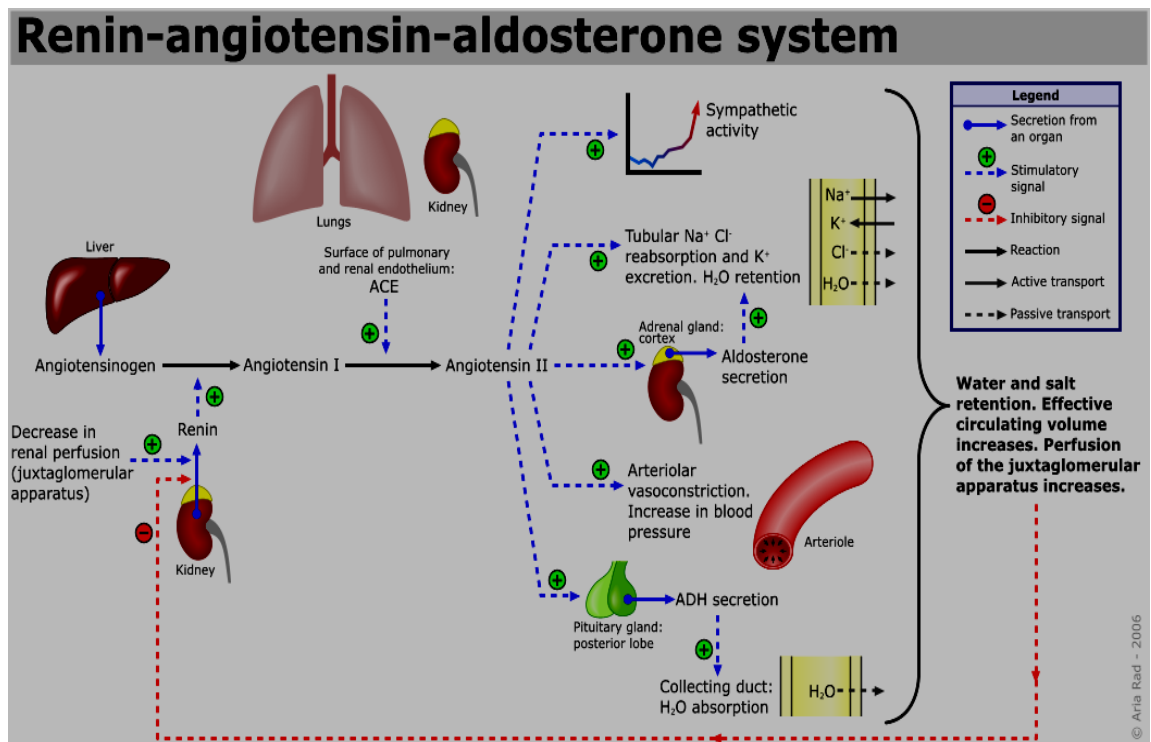 Renin-angiotensin-aldosterone system
Lungs
Kidney
Liver
Surface of pulmonary
and renal endothelium:
ACE
Angiotensinogen
Angiotensin I
Angiotensin II
Renin
Decrease in
renal perfusion
(juxtaglomerular
apparatus)
Kidney
Sympathetic
activity
Tubular Na⁺ Cl⁻
reabsorption and K⁺
excretion. H₂O retention
Adrenal gland:
cortex
Aldosterone
secretion
Arteriolar
vasoconstriction.
Increase in blood
pressure
Arteriole
Pituitary gland:
posterior lobe
ADH secretion
Collecting duct:
H₂O absorption
H₂O
Na⁺
K⁺
Cl⁻
H₂O
Legend
Secretion from
an organ
Stimulatory
signal
Inhibitory signal
Reaction
Active transport
Passive transport
Water and salt
retention. Effective
circulating volume
increases. Perfusion
of the juxtaglomerular
apparatus increases.
© Aria Rad - 2006